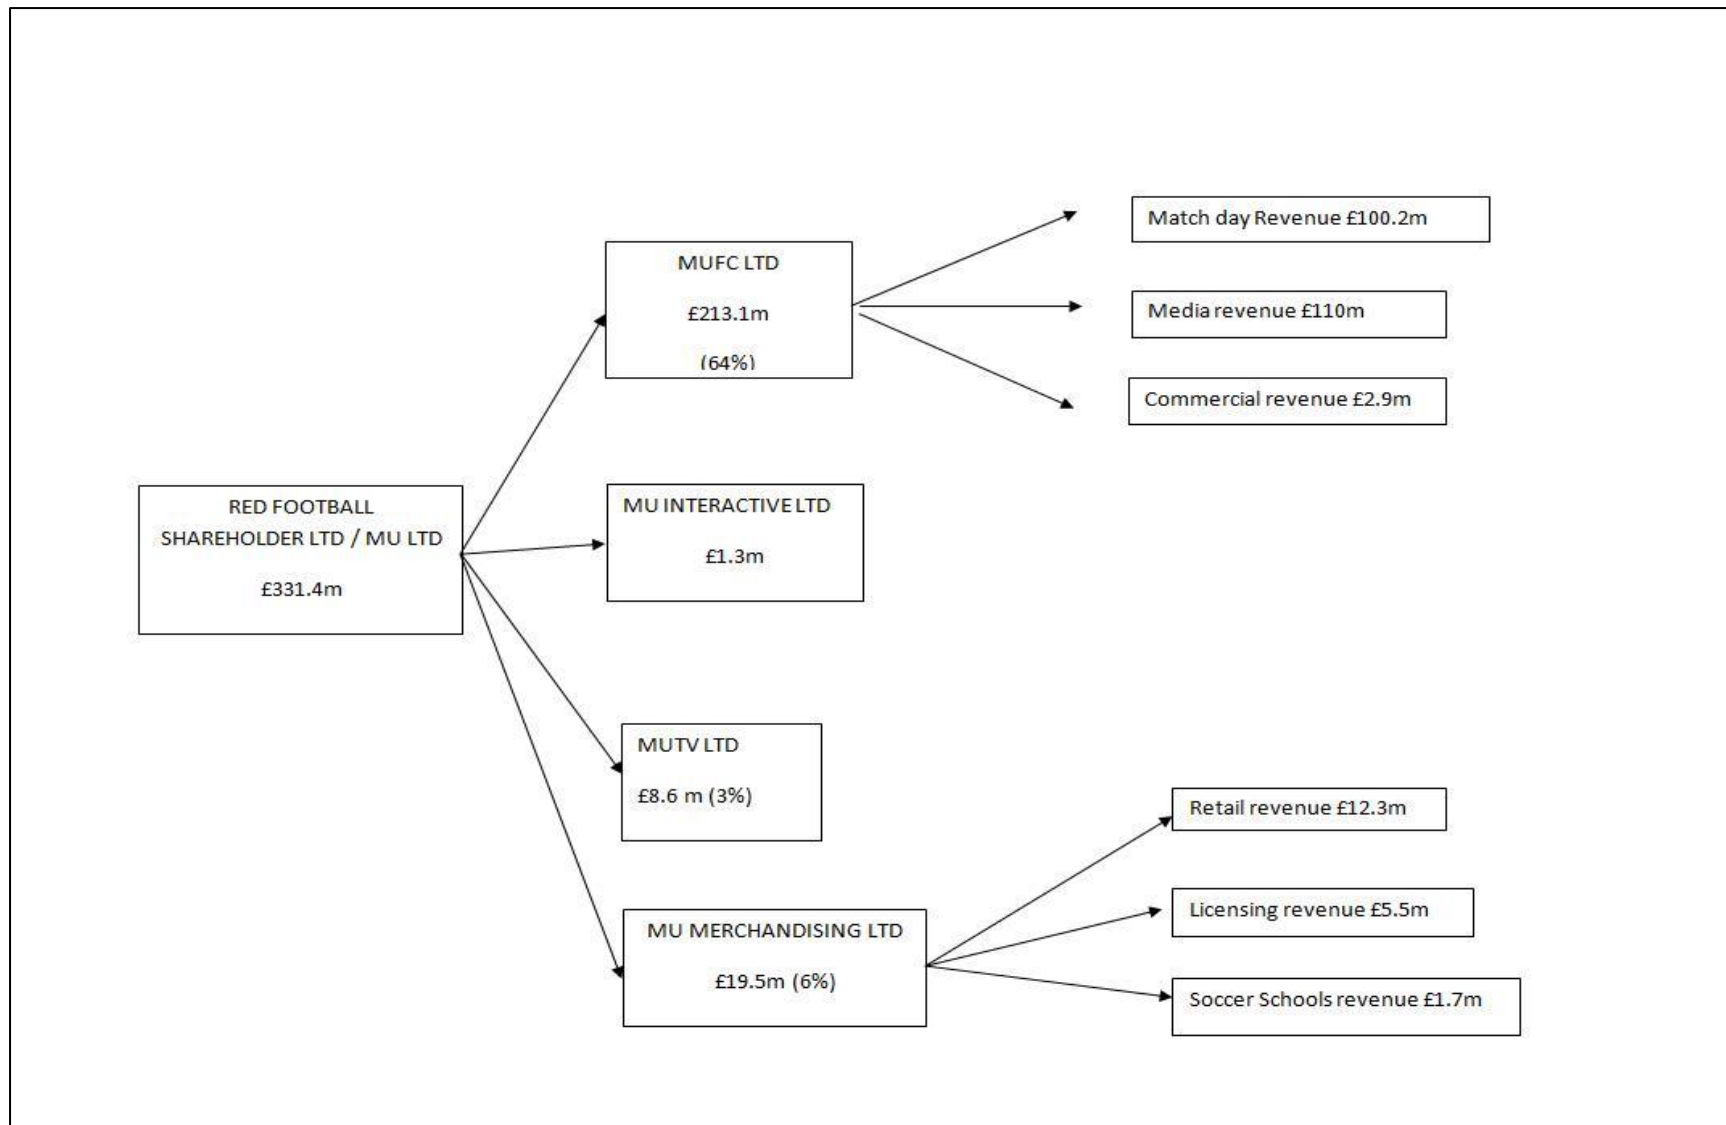 RED FOOTBALL
SHAREHOLDER LTD / MU LTD
£331.4m
MUFC LTD
£213.1m
(64%)
Match day Revenue £100.2m
Media revenue £110m
Commercial revenue £2.9m
MU INTERACTIVE LTD
£1.3m
MUTV LTD
£8.6 m (3%)
MU MERCHANDISING LTD
£19.5m (6%)
Retail revenue £12.3m
Licensing revenue £5.5m
Soccer Schools revenue £1.7m